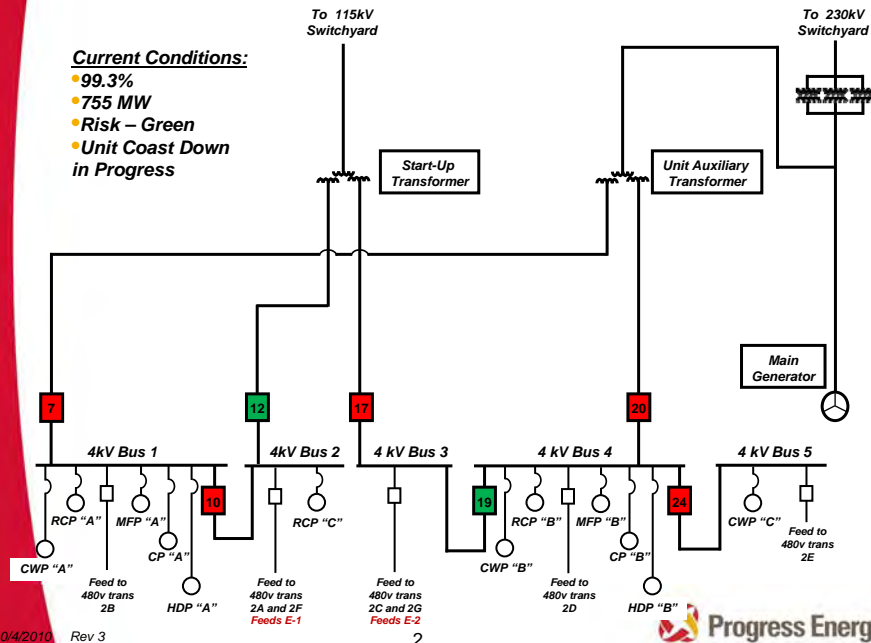 To 115kV
Switchyard
To 230kV
Switchyard
Current Conditions:
•99.3%
•755 MW
•Risk – Green
•Unit Coast Down
in Progress
Start-Up
Transformer
Unit Auxiliary
Transformer
Main
Generator
7
12
17
20
4kV Bus 1
4kV Bus 2
4 kV Bus 3
4 kV Bus 4
4 kV Bus 5
10
19
24
RCP “A”
MFP “A”
CP “A”
CWP “A”
HDP “A”
Feed to
480v trans
2B
RCP “C”
Feed to
480v trans
2A and 2F
Feeds E-1
Feed to
480v trans
2C and 2G
Feeds E-2
RCP “B”
MFP “B”
CP “B”
CWP “B”
HDP “B”
Feed to
480v trans
2D
CWP “C”
Feed to
480v trans
2E
0/4/2010 Rev 3
2
Progress Energ